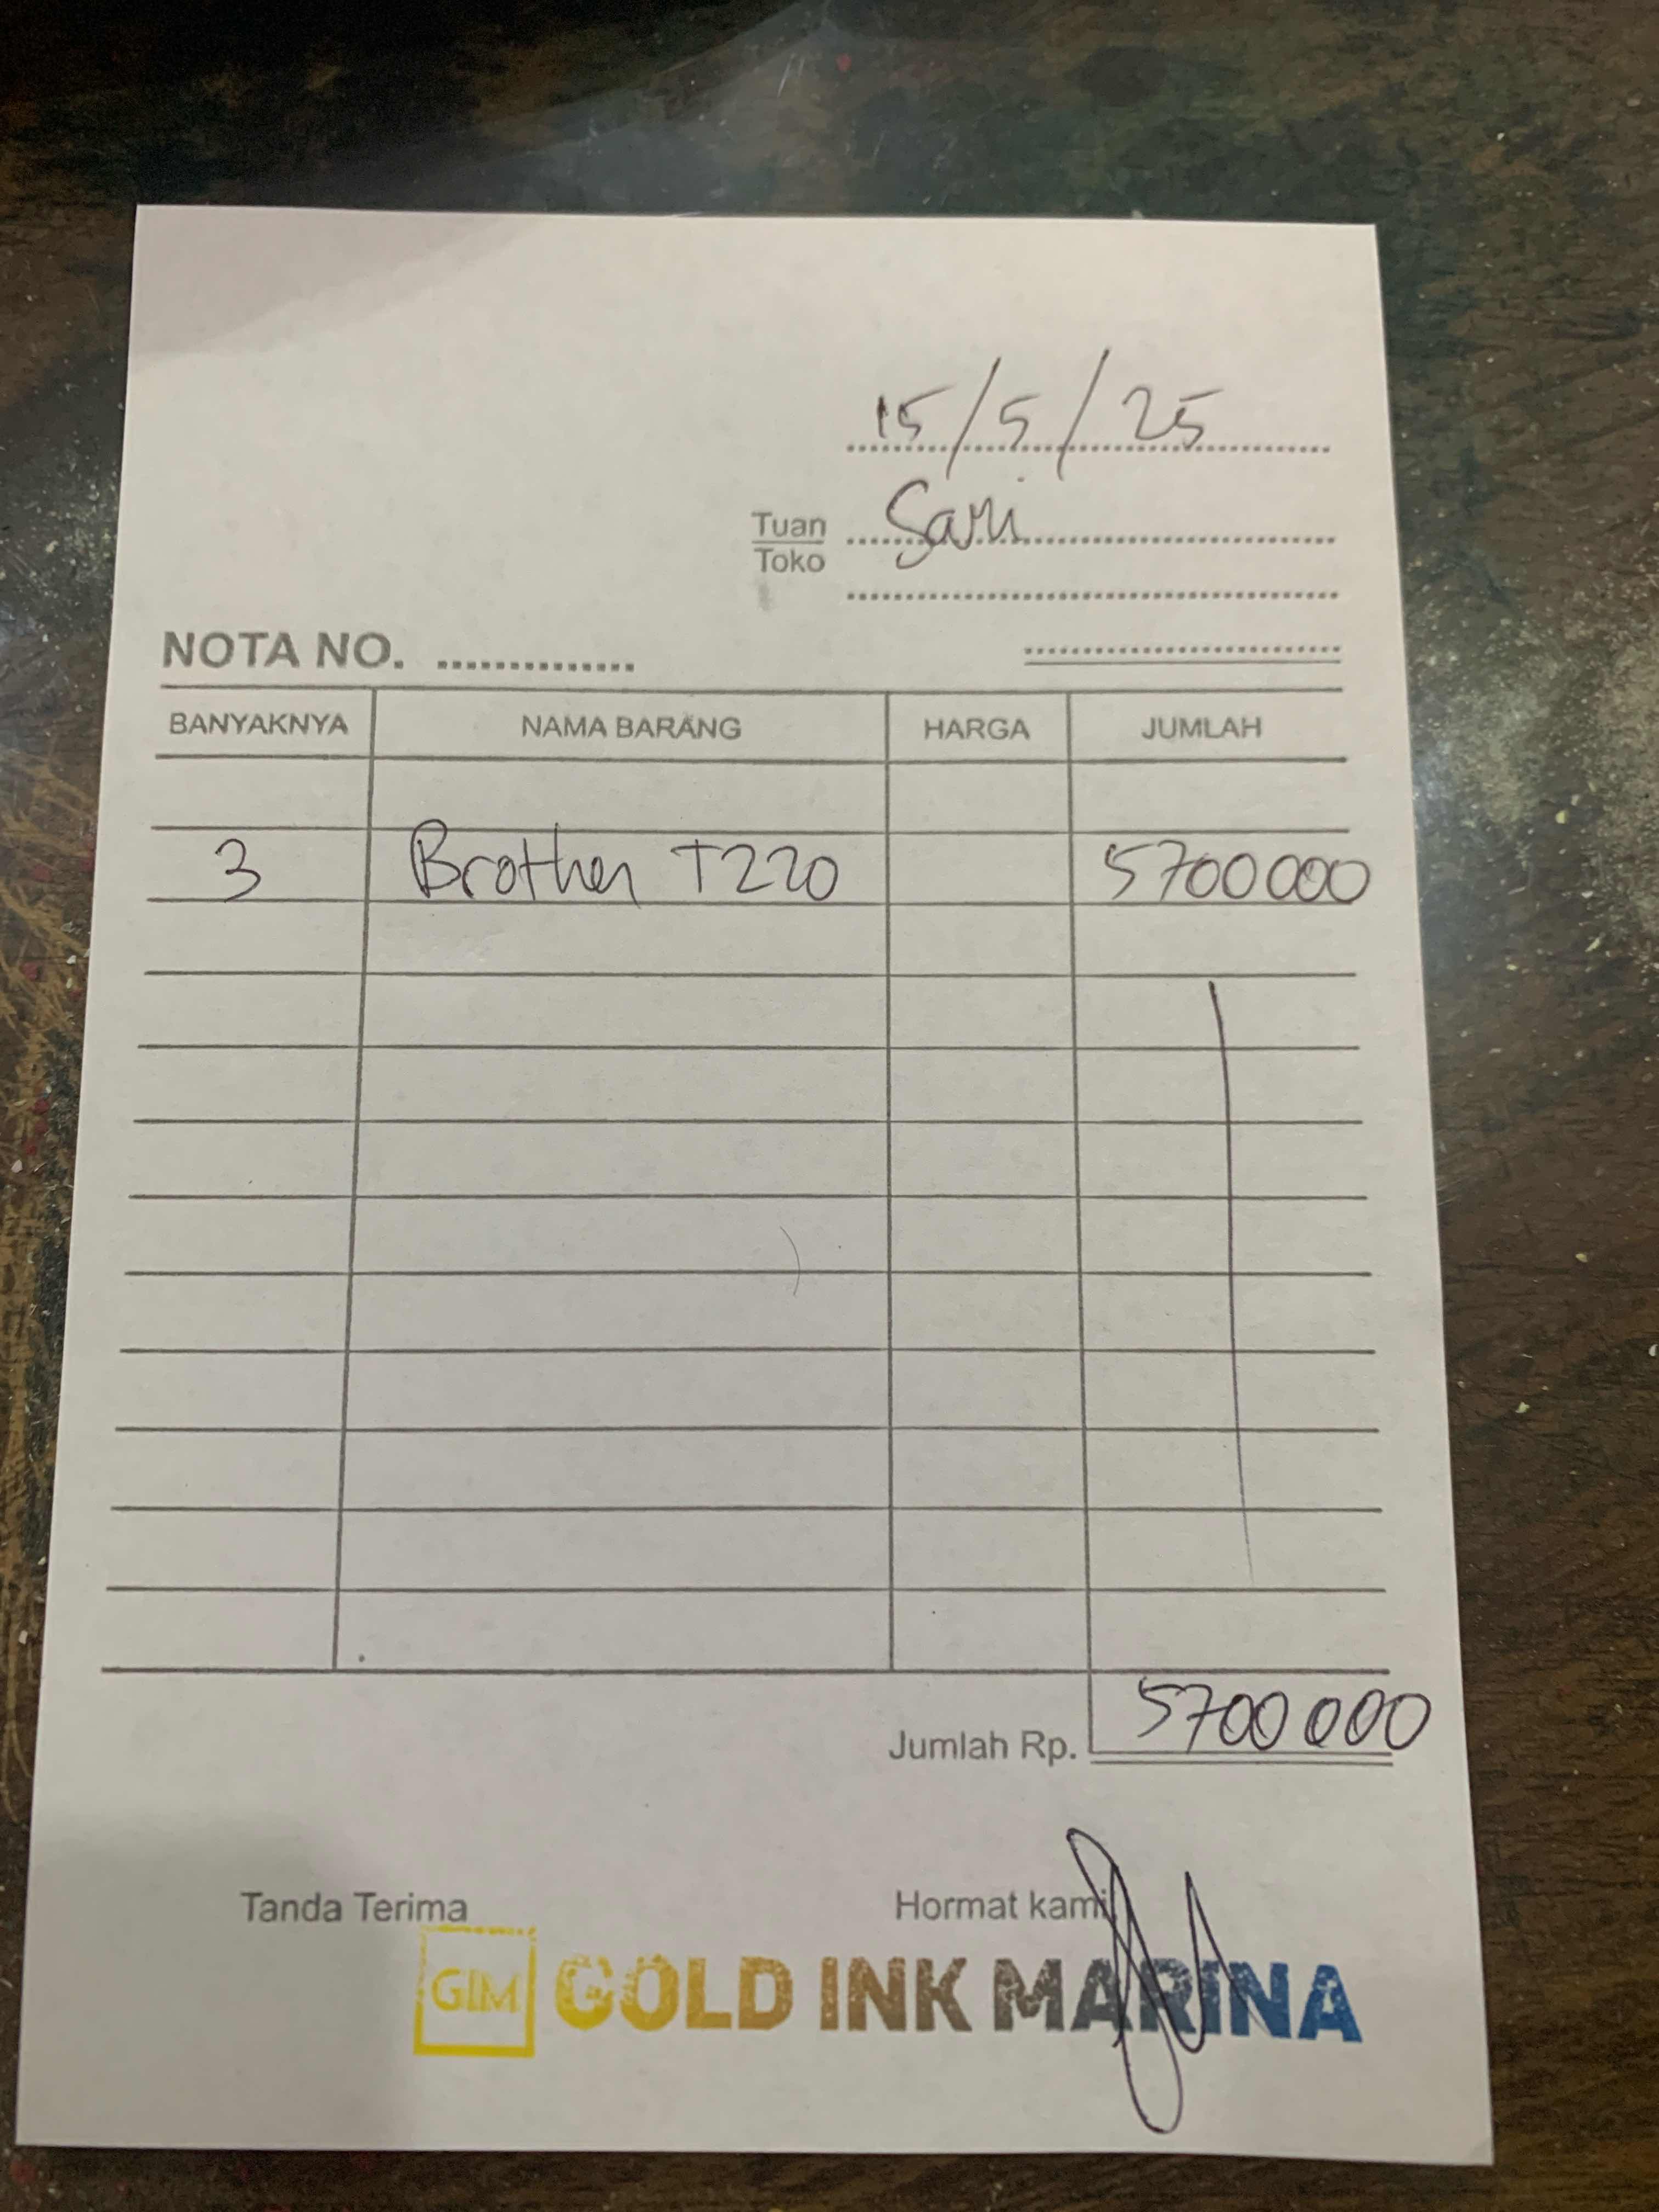 15/5/25
Tuan Sari
Toko
NOTA NO. ..............
BANYAKNYA NAMA BARANG HARGA JUMLAH
3 Brother T220 5700000
Jumlah Rp. 5700000
Tanda Terima Hormat kami,
GIM GOLD INK MARINA